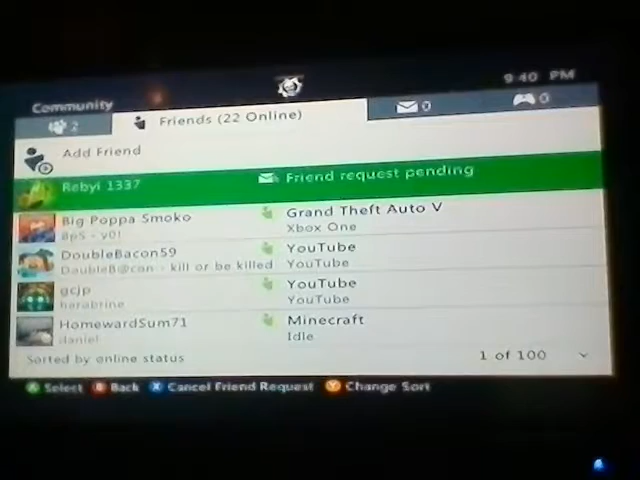 9:40 PM
Community
2
Friends (22 Online)
0
0
Add Friend
Rebyl 1337
Friend request pending
Big Poppa Smoko
Grand Theft Auto V
8pS - y0!
Xbox One
DoubleBacon59
YouTube
DoubleB@con - kill or be killed
YouTube
gcjp
YouTube
herabrine
YouTube
HomewardSum71
Minecraft
daniel
Idle
Sorted by online status
1 of 100
A Select B Back X Cancel Friend Request Y Change Sort